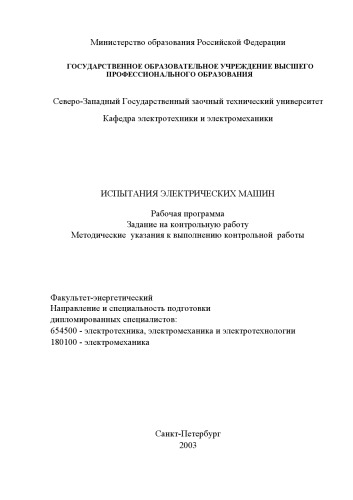 Министерство образования Российской Федерации
ГОСУДАРСТВЕННОЕ ОБРАЗОВАТЕЛЬНОЕ УЧРЕЖДЕНИЕ ВЫСШЕГО
ПРОФЕССИОНАЛЬНОГО ОБРАЗОВАНИЯ
Северо-Западный Государственный заочный технический университет
Кафедра электротехники и электромеханики
ИСПЫТАНИЯ ЭЛЕКТРИЧЕСКИХ МАШИН
Рабочая программа
Задание на контрольную работу
Методические указания к выполнению контрольной работы
Факультет-энергетический
Направление и специальность подготовки
дипломированных специалистов:
654500 - электротехника, электромеханика и электротехнологии
180100 - электромеханика
Санкт-Петербург
2003